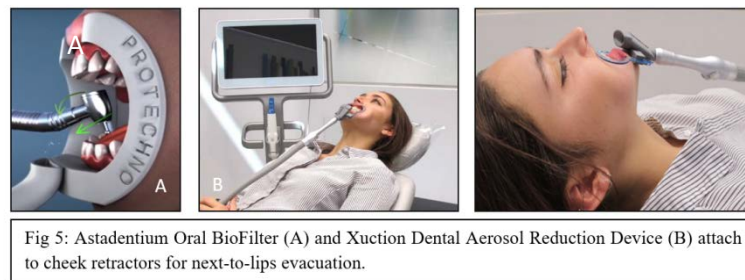 A
PROTECHNO
A
B
Fig 5: Astadentium Oral BioFilter (A) and Xuction Dental Aerosol Reduction Device (B) attach
to cheek retractors for next-to-lips evacuation.